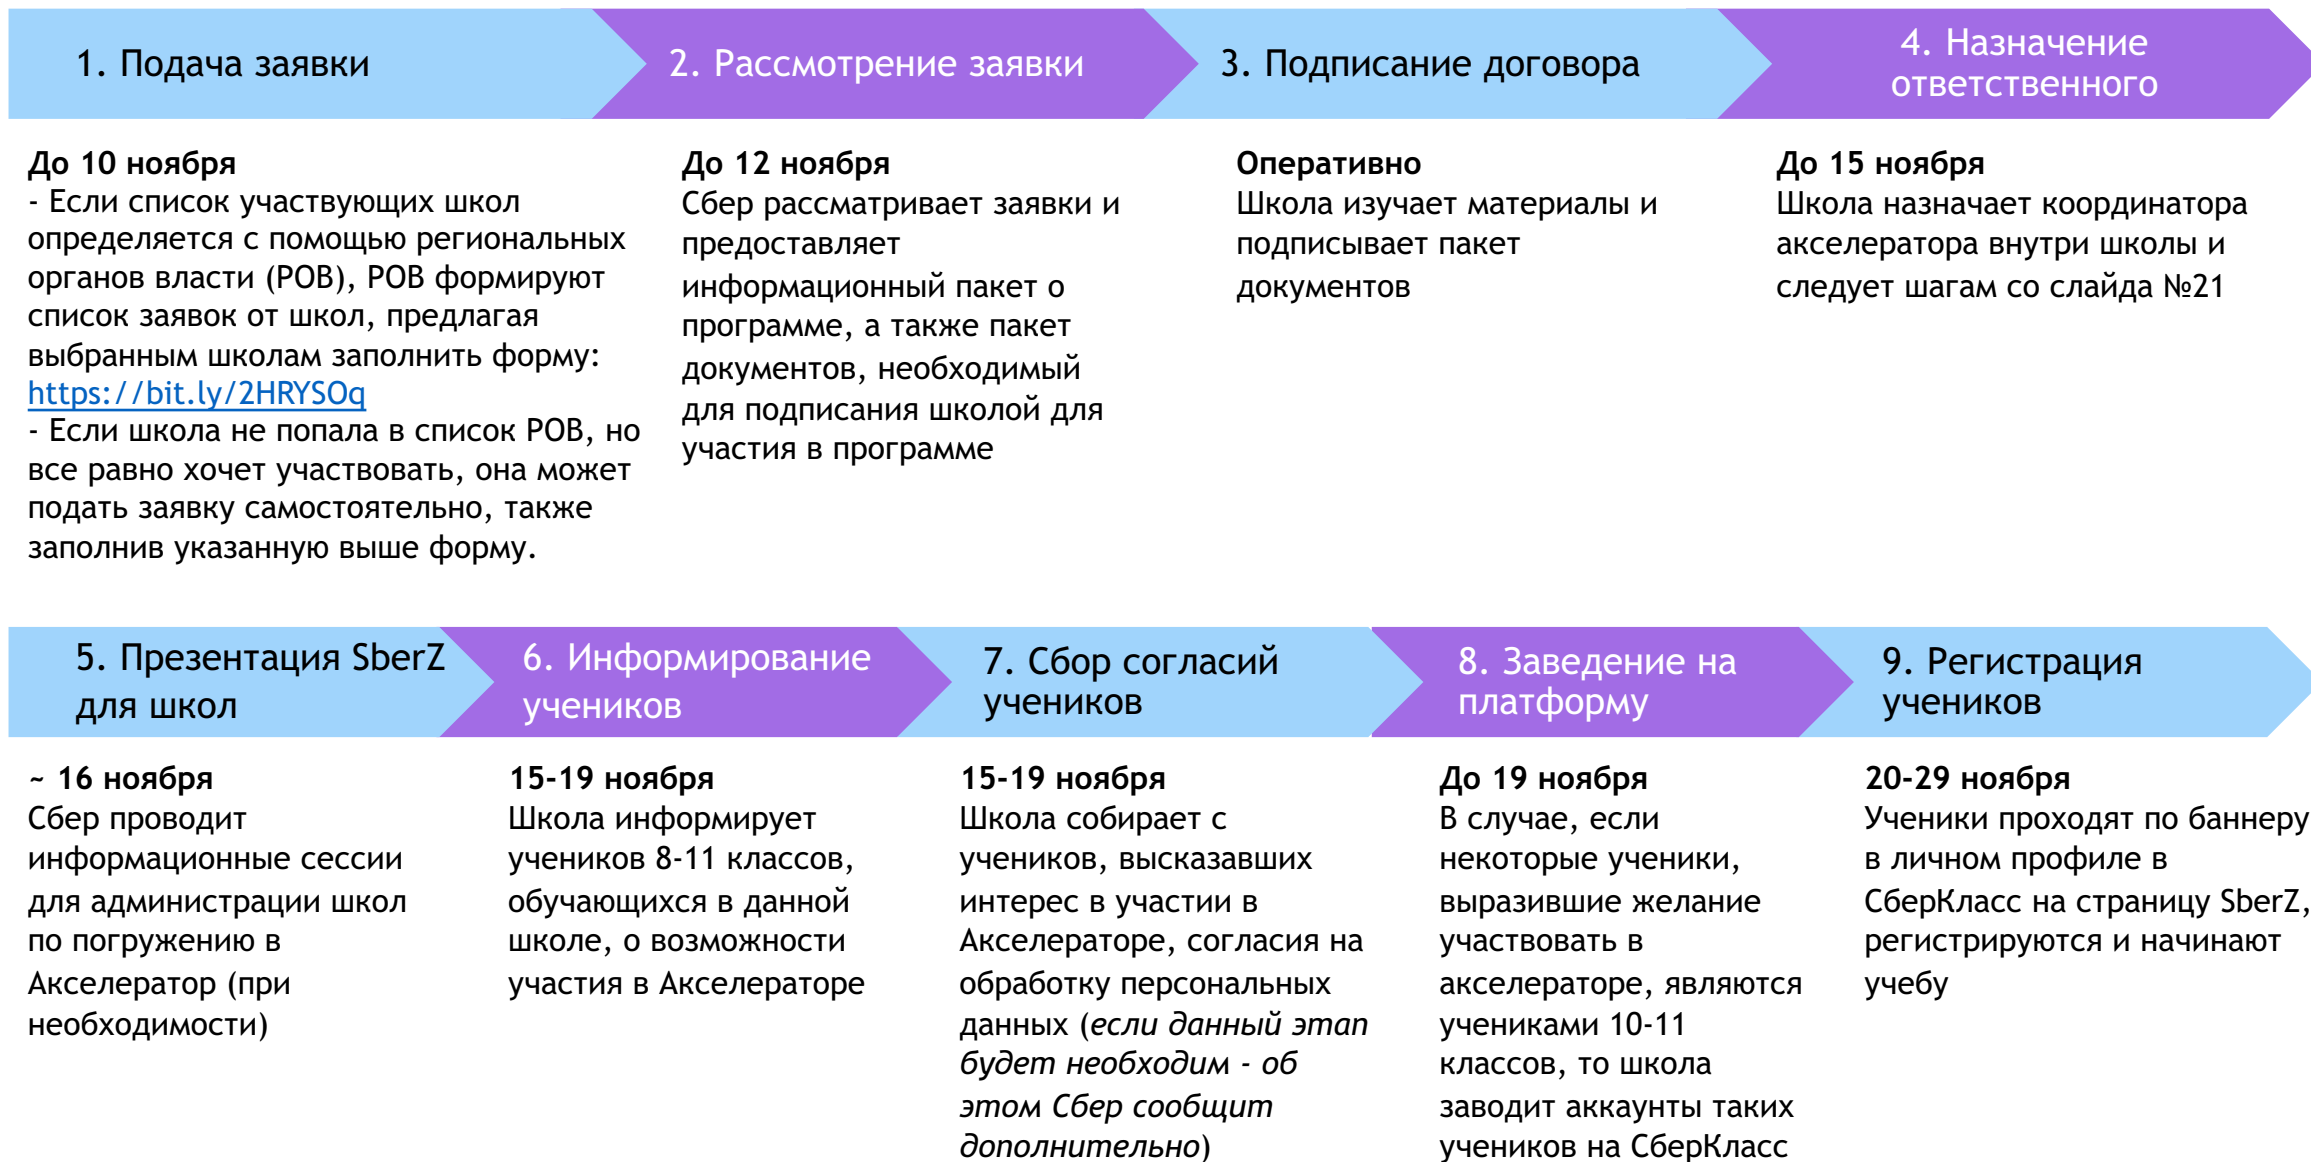 1. Подача заявки
2. Рассмотрение заявки
3. Подписание договора
4. Назначение
ответственного
До 10 ноября
- Если список участвующих школ
определяется с помощью региональных
органов власти (РОВ), РОВ формируют
список заявок от школ, предлагая
выбранным школам заполнить форму:
https://bit.ly/2HRYSOq
- Если школа не попала в список РОВ, но
все равно хочет участвовать, она может
подать заявку самостоятельно, также
заполнив указанную выше форму.
До 12 ноября
Сбер рассматривает заявки и
предоставляет
информационный пакет о
программе, а также пакет
документов, необходимый
для подписания школой для
участия в программе
Оперативно
Школа изучает материалы и
подписывает пакет
документов
До 15 ноября
Школа назначает координатора
акселератора внутри школы и
следует шагам со слайда №21
5. Презентация SberZ
для школ
6. Информирование
учеников
7. Сбор согласий
учеников
8. Заведение на
платформу
9. Регистрация
учеников
~ 16 ноября
Сбер проводит
информационные сессии
для администрации школ
по погружению в
Акселератор (при
необходимости)
15-19 ноября
Школа информирует
учеников 8-11 классов,
обучающихся в данной
школе, о возможности
участия в Акселераторе
15-19 ноября
Школа собирает с
учеников, высказавших
интерес в участии в
Акселераторе, согласия на
обработку персональных
данных (если данный этап
будет необходим - об
этом Сбер сообщит
дополнительно)
До 19 ноября
В случае, если
некоторые ученики,
выразившие желание
участвовать в
акселераторе, являются
учениками 10-11
классов, то школа
заводит аккаунты таких
учеников на СберКласс
20-29 ноября
Ученики проходят по баннеру
в личном профиле в
СберКласс на страницу SberZ,
регистрируются и начинают
учебу